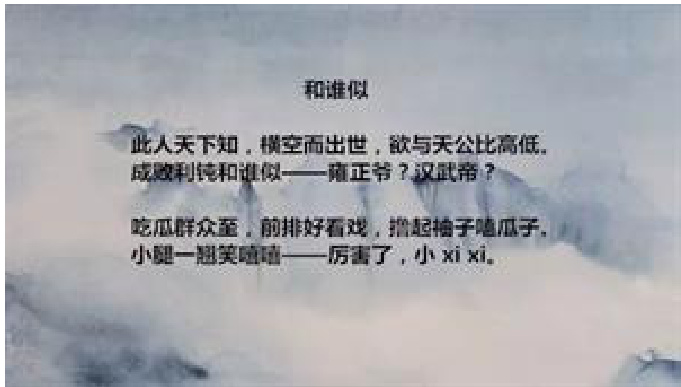 和谁似
此人天下知，横空而出世，欲与天公比高低。
成败利钝和谁似——雍正爷？汉武帝？
吃瓜群众至，前排好看戏，撸起袖子嗑瓜子。
小腿一翘笑嘻嘻——厉害了，小 xi xi。